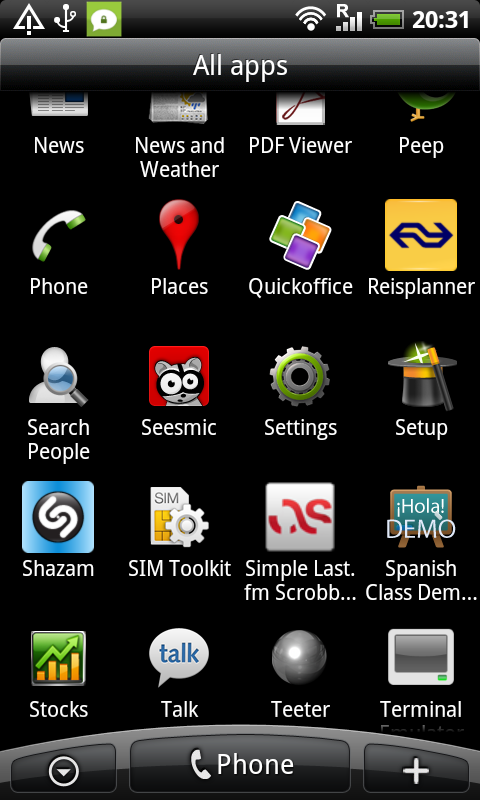 R 20:31
All apps
News
News and
Weather
PDF Viewer
Peep
Phone
Places
Quickoffice
Reisplanner
Search
People
Seesmic
Settings
Setup
¡Hola!
DEMO
SIM
Shazam
SIM Toolkit
Simple Last.
fm Scrobb...
Spanish
Class Dem...
talk
Stocks
Talk
Teeter
Terminal
Emulator
Phone